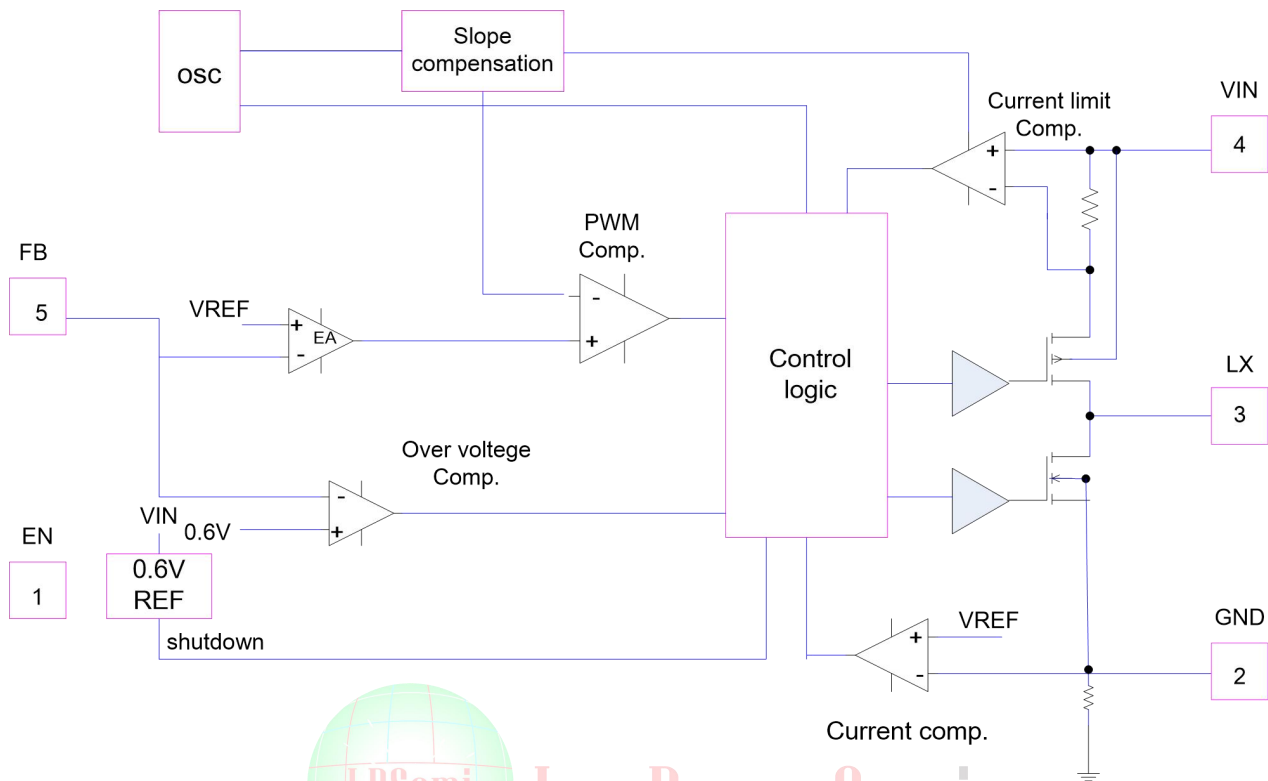 osc
Slope
compensation
Current limit
Comp.
VIN
4
+
-
PWM
Comp.
-
+
FB
5
VREF
+
-
EA
Control
logic
LX
3
Over voltege
Comp.
-
+
VIN
0.6V
EN
1
0.6V
REF
shutdown
VREF
+
-
GND
2
Current comp.